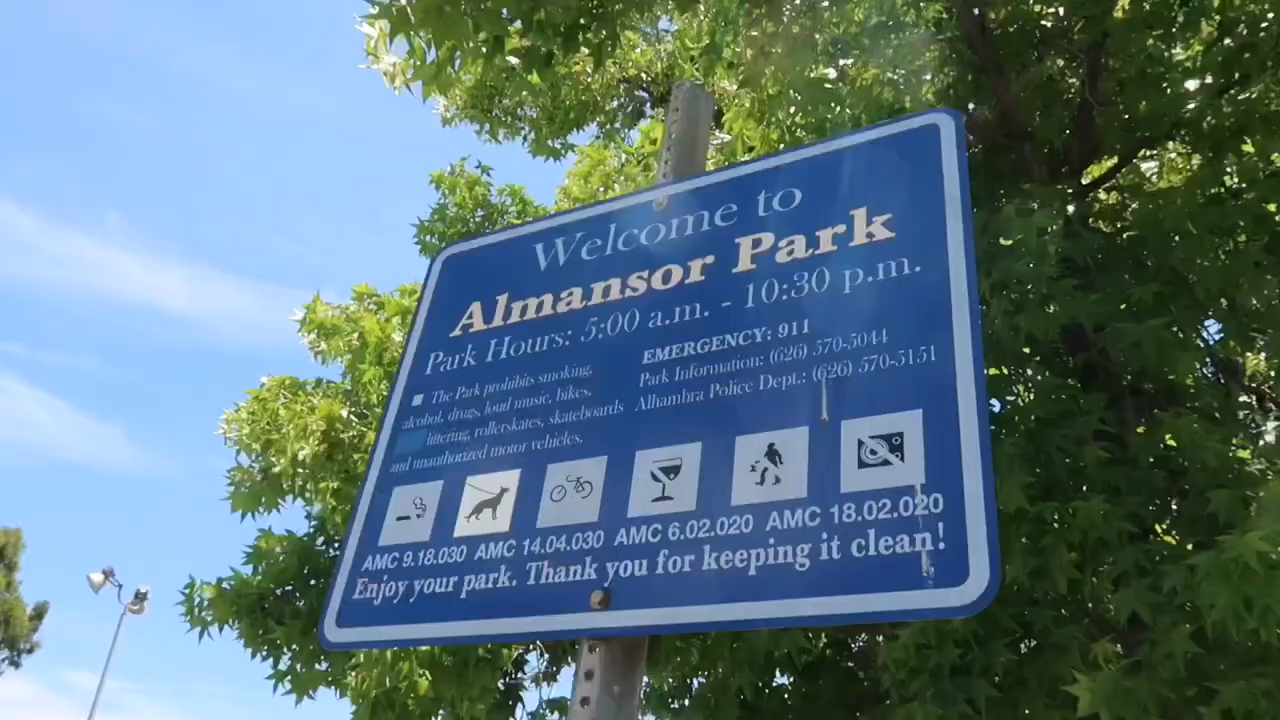 Welcome to
Almansor Park
Park Hours: 5:00 a.m. - 10:30 p.m.
The Park prohibits smoking,
alcohol, drugs, loud music, bikes,
littering, rollerskates, skateboards
and unauthorized motor vehicles.
EMERGENCY: 911
Park Information: (626) 570-5044
Alhambra Police Dept.: (626) 570-5151
AMC 9.18.030 AMC 14.04.030 AMC 6.02.020 AMC 18.02.020
Enjoy your park. Thank you for keeping it clean!